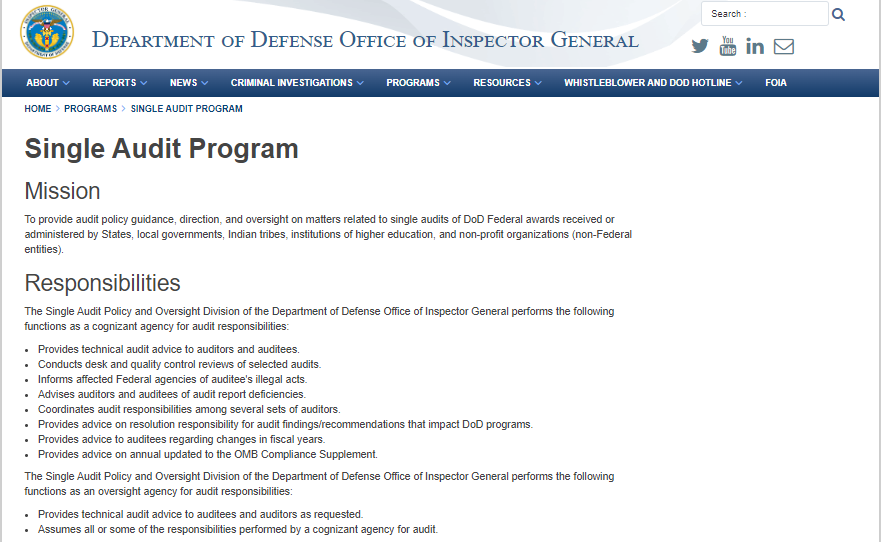 Search :
DEPARTMENT OF DEFENSE OFFICE OF INSPECTOR GENERAL
You
Tube
in
ABOUT REPORTS NEWS CRIMINAL INVESTIGATIONS PROGRAMS RESOURCES WHISTLEBLOWER AND DOD HOTLINE FOIA
HOME > PROGRAMS > SINGLE AUDIT PROGRAM
Single Audit Program
Mission
To provide audit policy guidance, direction, and oversight on matters related to single audits of DoD Federal awards received or
administered by States, local governments, Indian tribes, institutions of higher education, and non-profit organizations (non-Federal
entities).
Responsibilities
The Single Audit Policy and Oversight Division of the Department of Defense Office of Inspector General performs the following
functions as a cognizant agency for audit responsibilities:
• Provides technical audit advice to auditors and auditees.
• Conducts desk and quality control reviews of selected audits.
• Informs affected Federal agencies of auditee's illegal acts.
• Advises auditors and auditees of audit report deficiencies.
• Coordinates audit responsibilities among several sets of auditors.
• Provides advice on resolution responsibility for audit findings/recommendations that impact DoD programs.
• Provides advice to auditees regarding changes in fiscal years.
• Provides advice on annual updated to the OMB Compliance Supplement.
The Single Audit Policy and Oversight Division of the Department of Defense Office of Inspector General performs the following
functions as an oversight agency for audit responsibilities:
• Provides technical audit advice to auditees and auditors as requested.
• Assumes all or some of the responsibilities performed by a cognizant agency for audit.